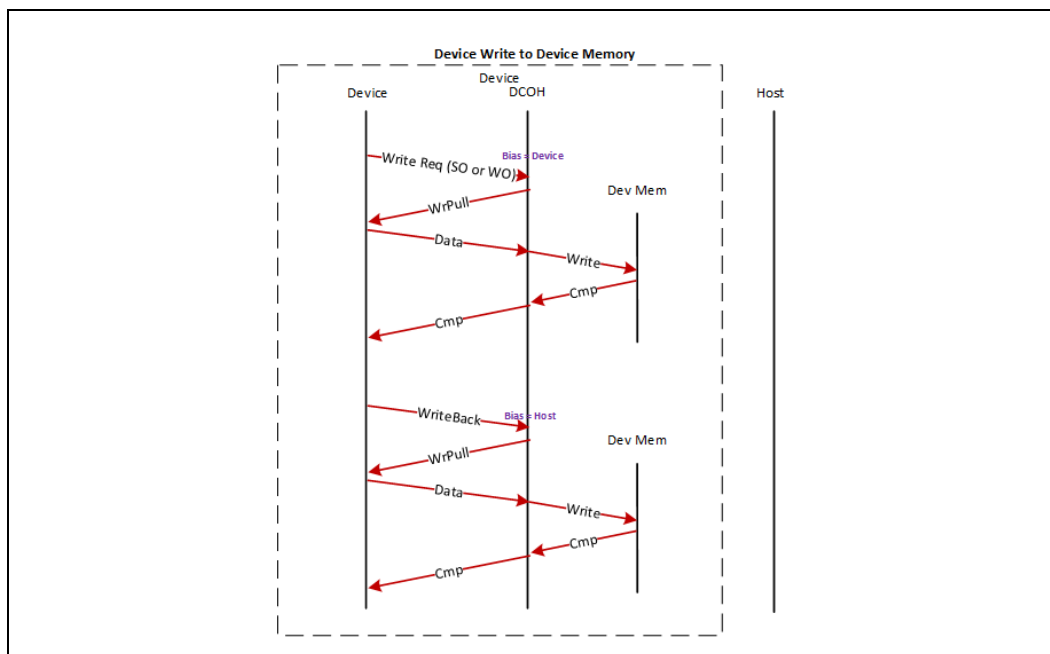 Device Write to Device Memory
Device
Device DCOH Host
Write Req (SO or WO)
Bias = Device
WrPull
Dev Mem
Data
Write
Cmp
Cmp
WriteBack
Bias = Host
WrPull
Dev Mem
Data
Write
Cmp
Cmp